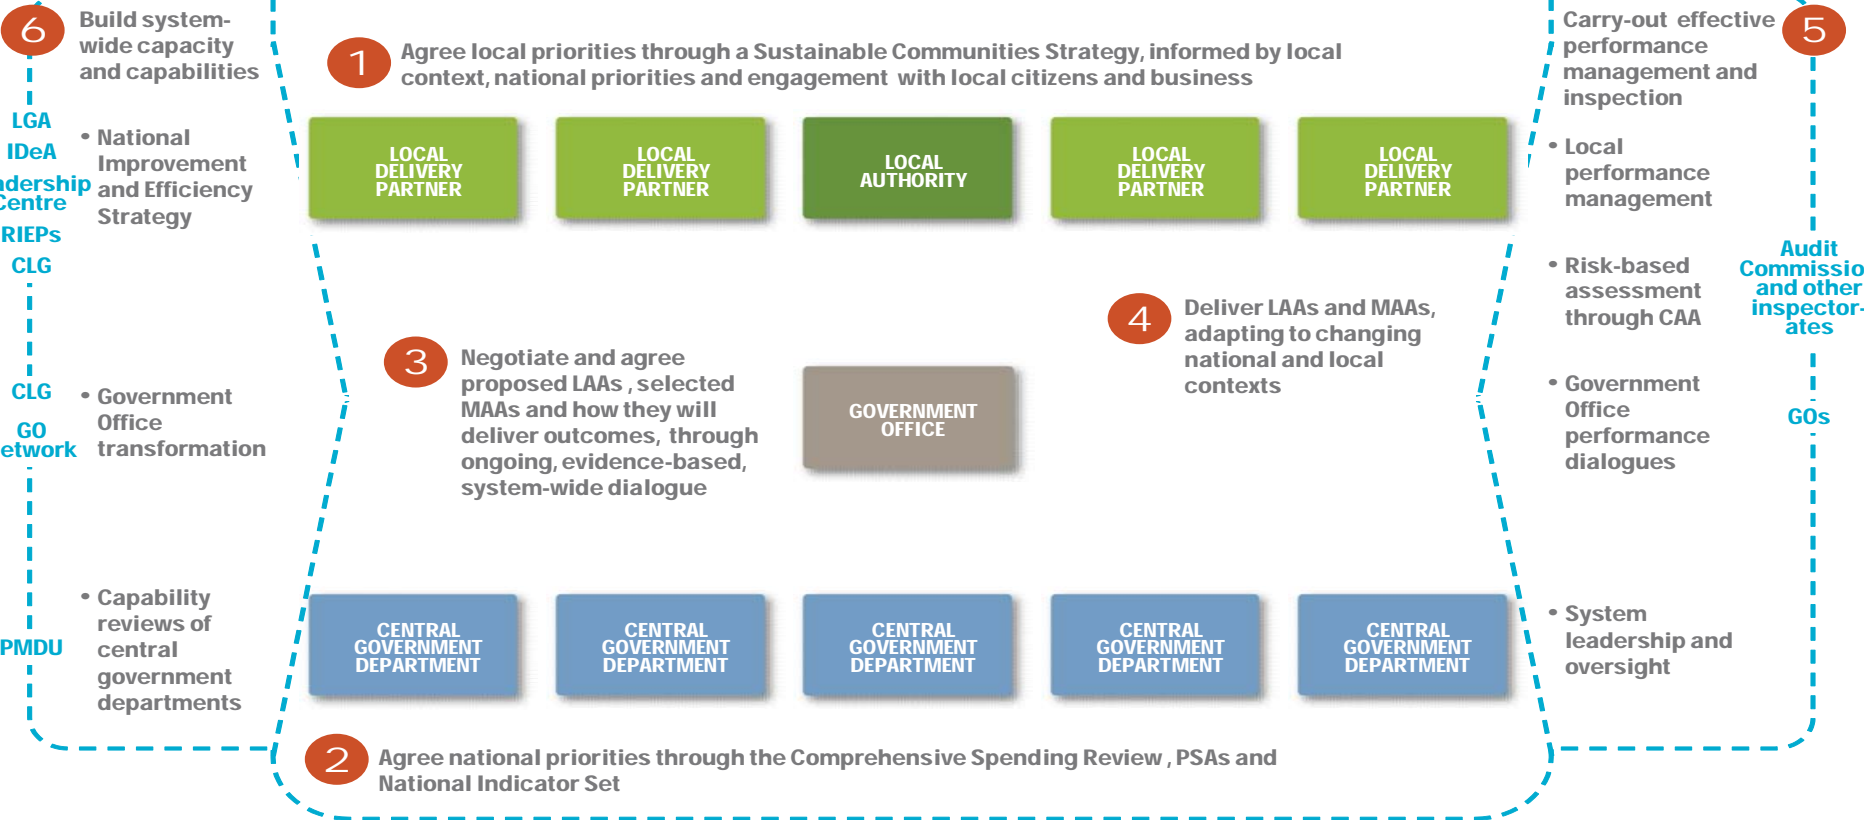 6
Build system-
wide capacity
and capabilities
LGA
IDeA
Centre
RIEPs
CLG
• National
Improvement
and Efficiency
Strategy
CLG
GO
• Government
Office
transformation
PMDU
• Capability
reviews of
central
government
departments
1
Agree local priorities through a Sustainable Communities Strategy, informed by local
context, national priorities and engagement with local citizens and business
LOCAL
DELIVERY
PARTNER
LOCAL
DELIVERY
PARTNER
LOCAL
AUTHORITY
LOCAL
DELIVERY
PARTNER
LOCAL
DELIVERY
PARTNER
3
Negotiate and agree
proposed LAAs , selected
MAAs and how they will
deliver outcomes, through
ongoing, evidence-based,
system-wide dialogue
GOVERNMENT
OFFICE
4
Deliver LAAs and MAAs,
adapting to changing
national and local
contexts
CENTRAL
GOVERNMENT
DEPARTMENT
CENTRAL
GOVERNMENT
DEPARTMENT
CENTRAL
GOVERNMENT
DEPARTMENT
CENTRAL
GOVERNMENT
DEPARTMENT
CENTRAL
GOVERNMENT
DEPARTMENT
2
Agree national priorities through the Comprehensive Spending Review , PSAs and
National Indicator Set
Carry-out effective
performance
management and
inspection
5
• Local
performance
management
• Risk-based
assessment
through CAA
Audit
Commissio
and other
inspector-
ates
• Government
Office
performance
dialogues
GOs
• System
leadership and
oversight